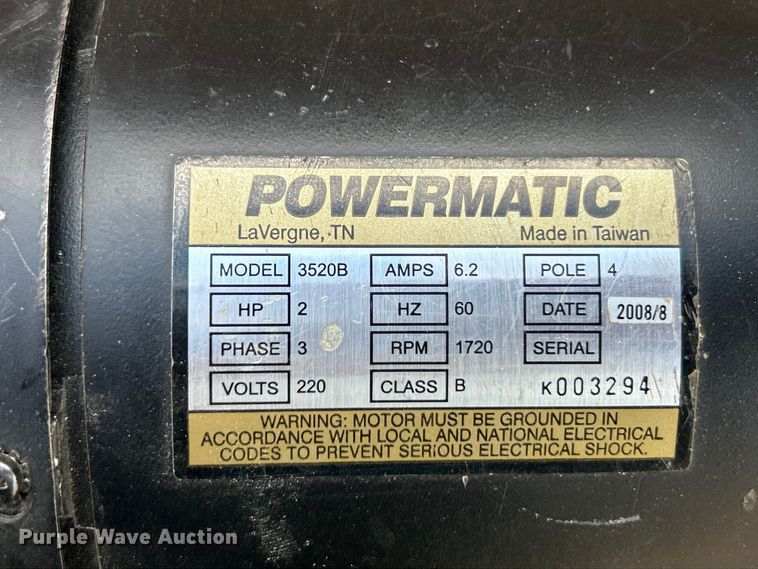 POWERMATIC
LaVergne, TN Made in Taiwan
MODEL 3520B AMPS 6.2 POLE 4
HP 2 HZ 60 DATE 2008/8
PHASE 3 RPM 1720 SERIAL
VOLTS 220 CLASS B K003294
WARNING: MOTOR MUST BE GROUNDED IN
ACCORDANCE WITH LOCAL AND NATIONAL ELECTRICAL
CODES TO PREVENT SERIOUS ELECTRICAL SHOCK.
Purple Wave Auction